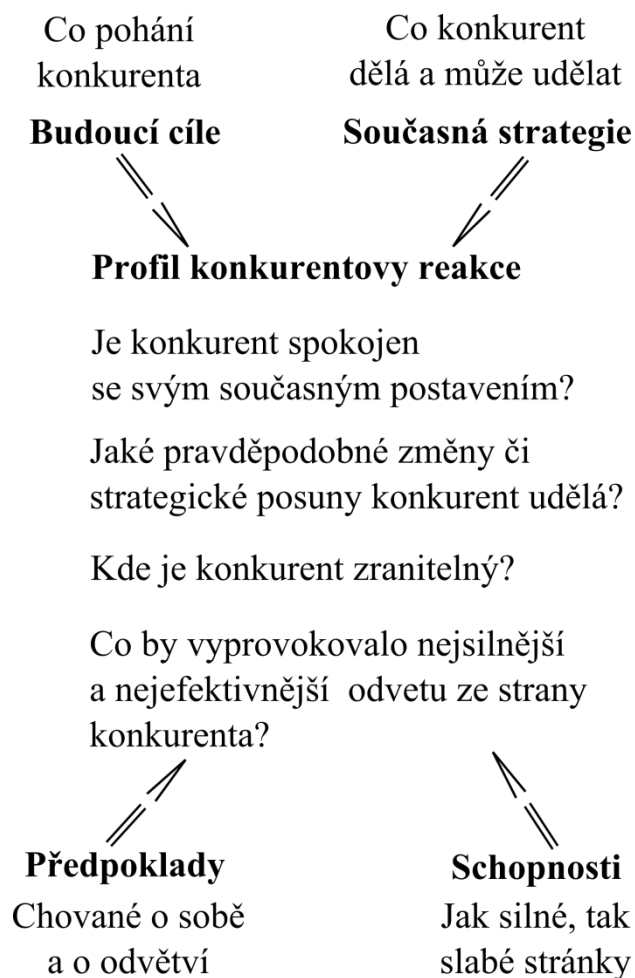 Co pohání
konkurenta
Budoucí cíle
Co konkurent
dělá a může udělat
Současná strategie
Profil konkurentovy reakce
Je konkurent spokojen
se svým současným postavením?
Jaké pravděpodobné změny či
strategické posuny konkurent udělá?
Kde je konkurent zranitelný?
Co by vyprovokovalo nejsilnější
a nejefektivnější odvetu ze strany
konkurenta?
Předpoklady
Chované o sobě
a o odvětví
Schopnosti
Jak silné, tak
slabé stránky